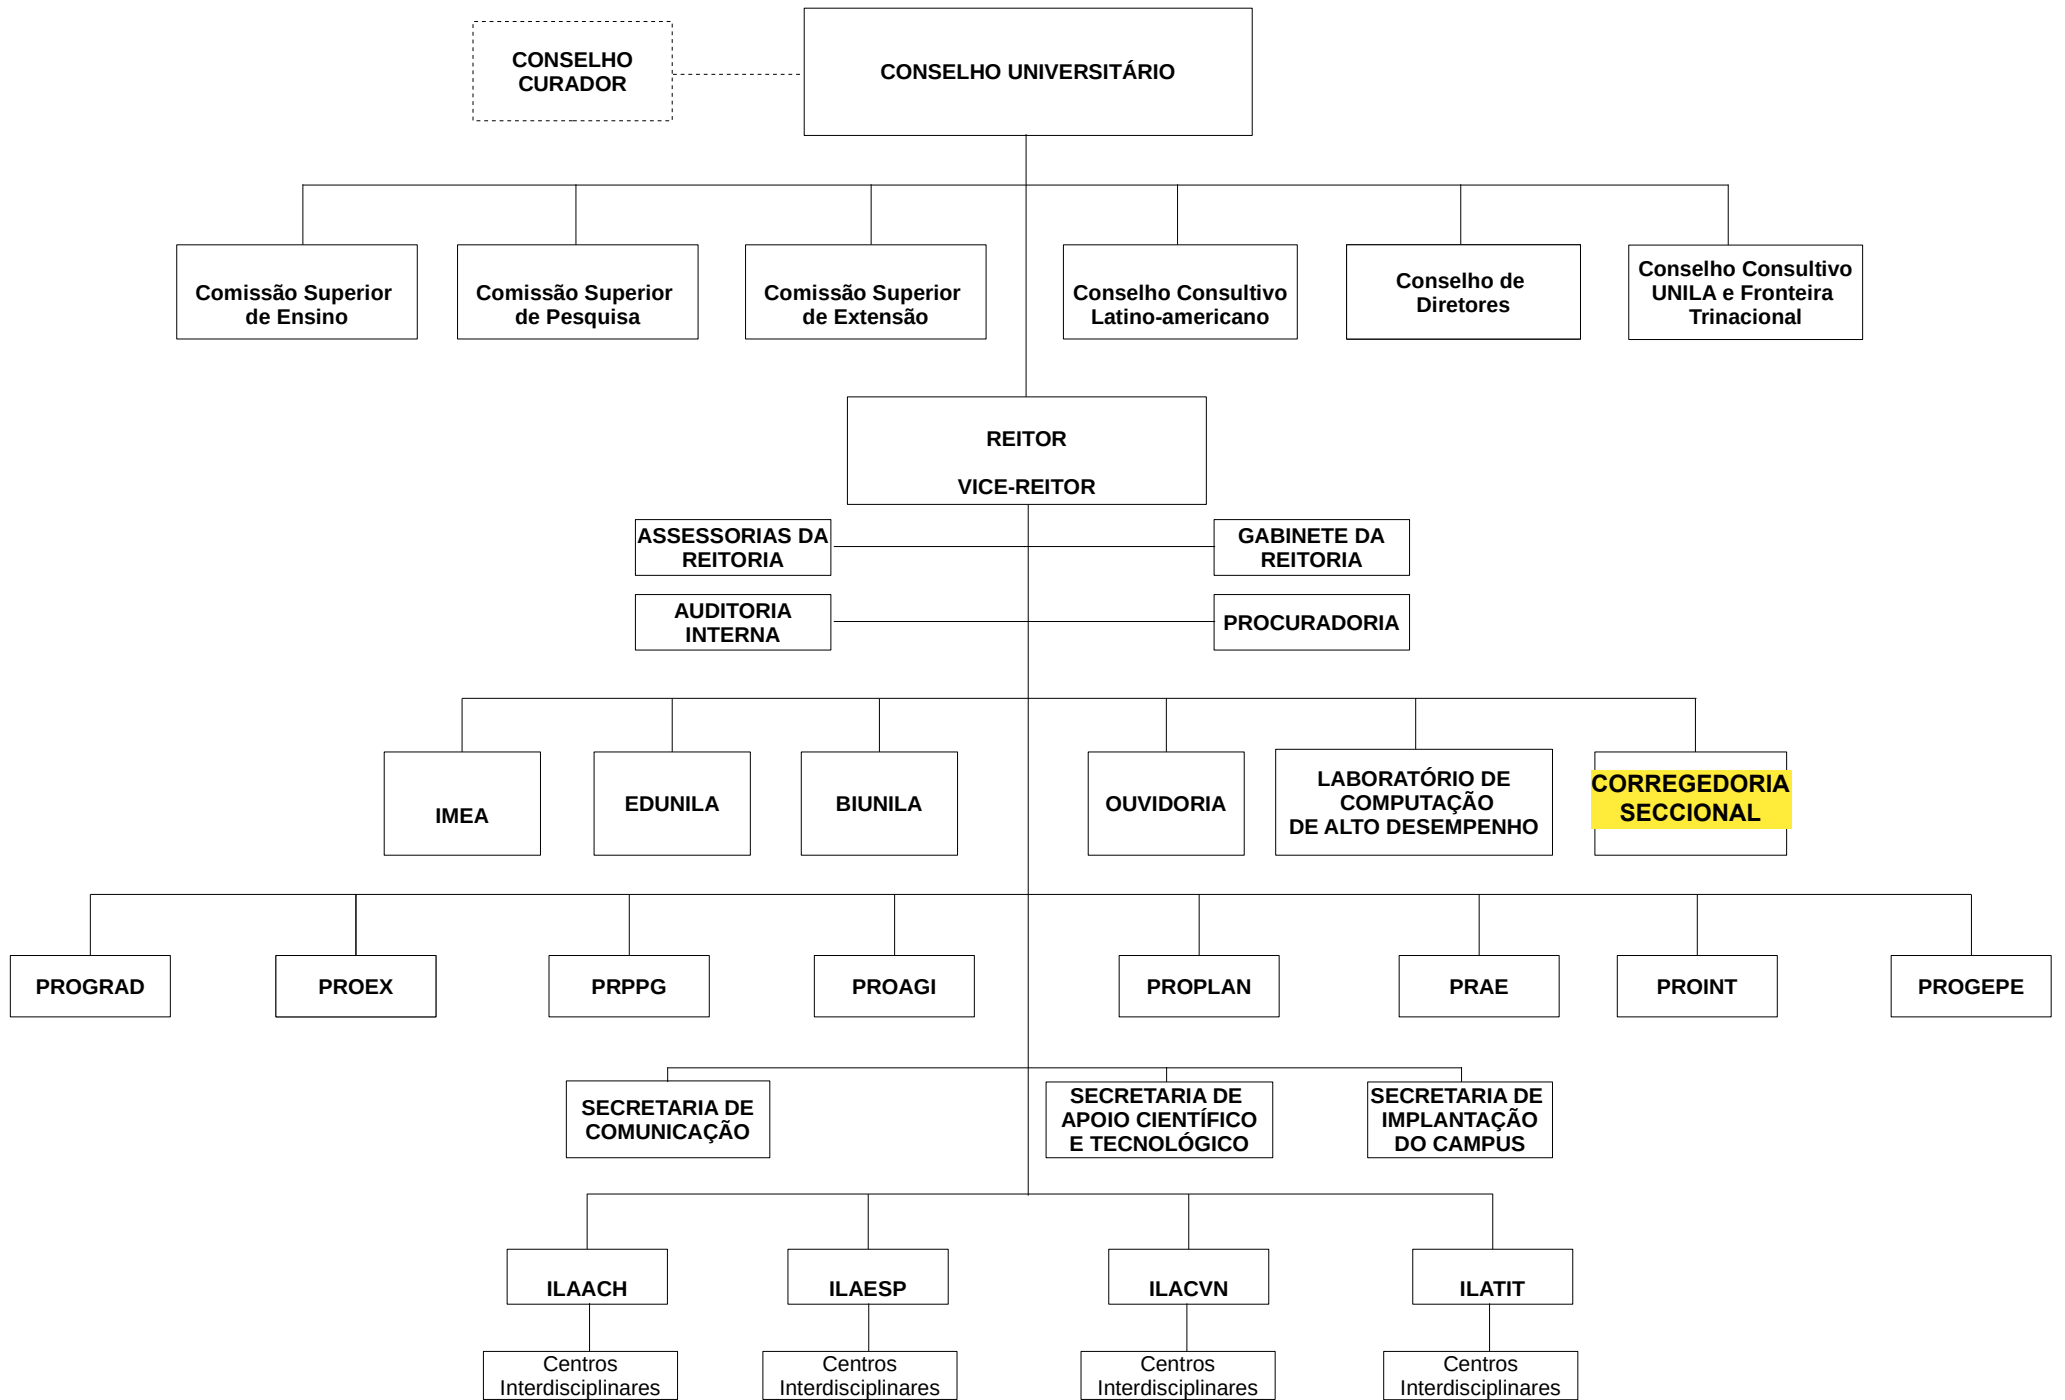 CONSELHO
CURADOR
CONSELHO UNIVERSITÁRIO
Comissão Superior
de Ensino
Comissão Superior
de Pesquisa
Comissão Superior
de Extensão
Conselho Consultivo
Latino-americano
Conselho de
Diretores
Conselho Consultivo
UNILA e Fronteira
Trinacional
REITOR
VICE-REITOR
ASSESSORIAS DA
REITORIA
GABINETE DA
REITORIA
AUDITORIA
INTERNA
PROCURADORIA
IMEA
EDUNILA
BIUNILA
OUVIDORIA
LABORATÓRIO DE
COMPUTAÇÃO
DE ALTO DESEMPENHO
CORREGEDORIA
SECCIONAL
PROGRAD
PROEX
PRPPG
PROAGI
PROPLAN
PRAE
PROINT
PROGEPE
SECRETARIA DE
COMUNICAÇÃO
SECRETARIA DE
APOIO CIENTÍFICO
E TECNOLÓGICO
SECRETARIA DE
IMPLANTAÇÃO
DO CAMPUS
ILAACH
ILAESP
ILACVN
ILATIT
Centros
Interdisciplinares
Centros
Interdisciplinares
Centros
Interdisciplinares
Centros
Interdisciplinares